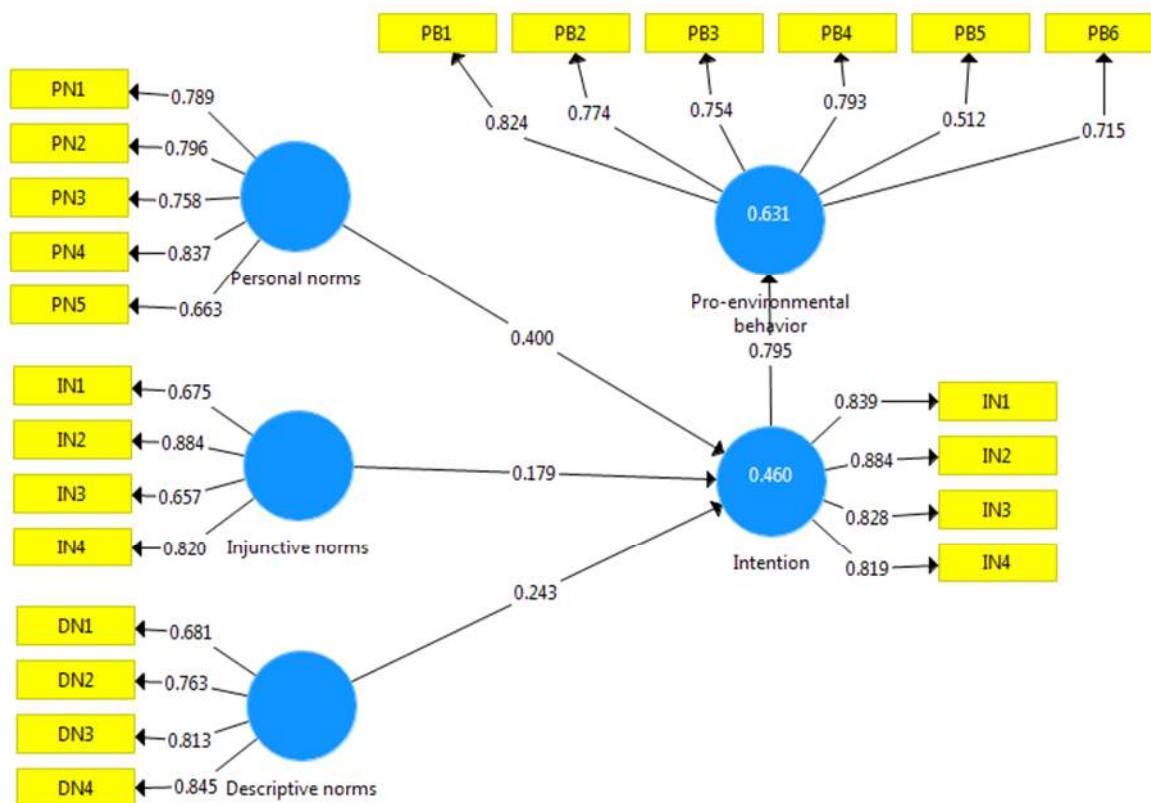 PB1 PB2 PB3 PB4 PB5 PB6
0.824 0.774 0.754 0.793 0.512 0.715
PN1 0.789
PN2 0.796
PN3 0.758
PN4 0.837
PN5 0.663
Personal norms
0.631
Pro-environmental
behavior
0.400
0.795
IN1 0.675
IN2 0.884
IN3 0.657
IN4 0.820
Injunctive norms
0.179
0.460
Intention
0.839 IN1
0.884 IN2
0.828 IN3
0.819 IN4
0.243
DN1 0.681
DN2 0.763
DN3 0.813
DN4 0.845
Descriptive norms